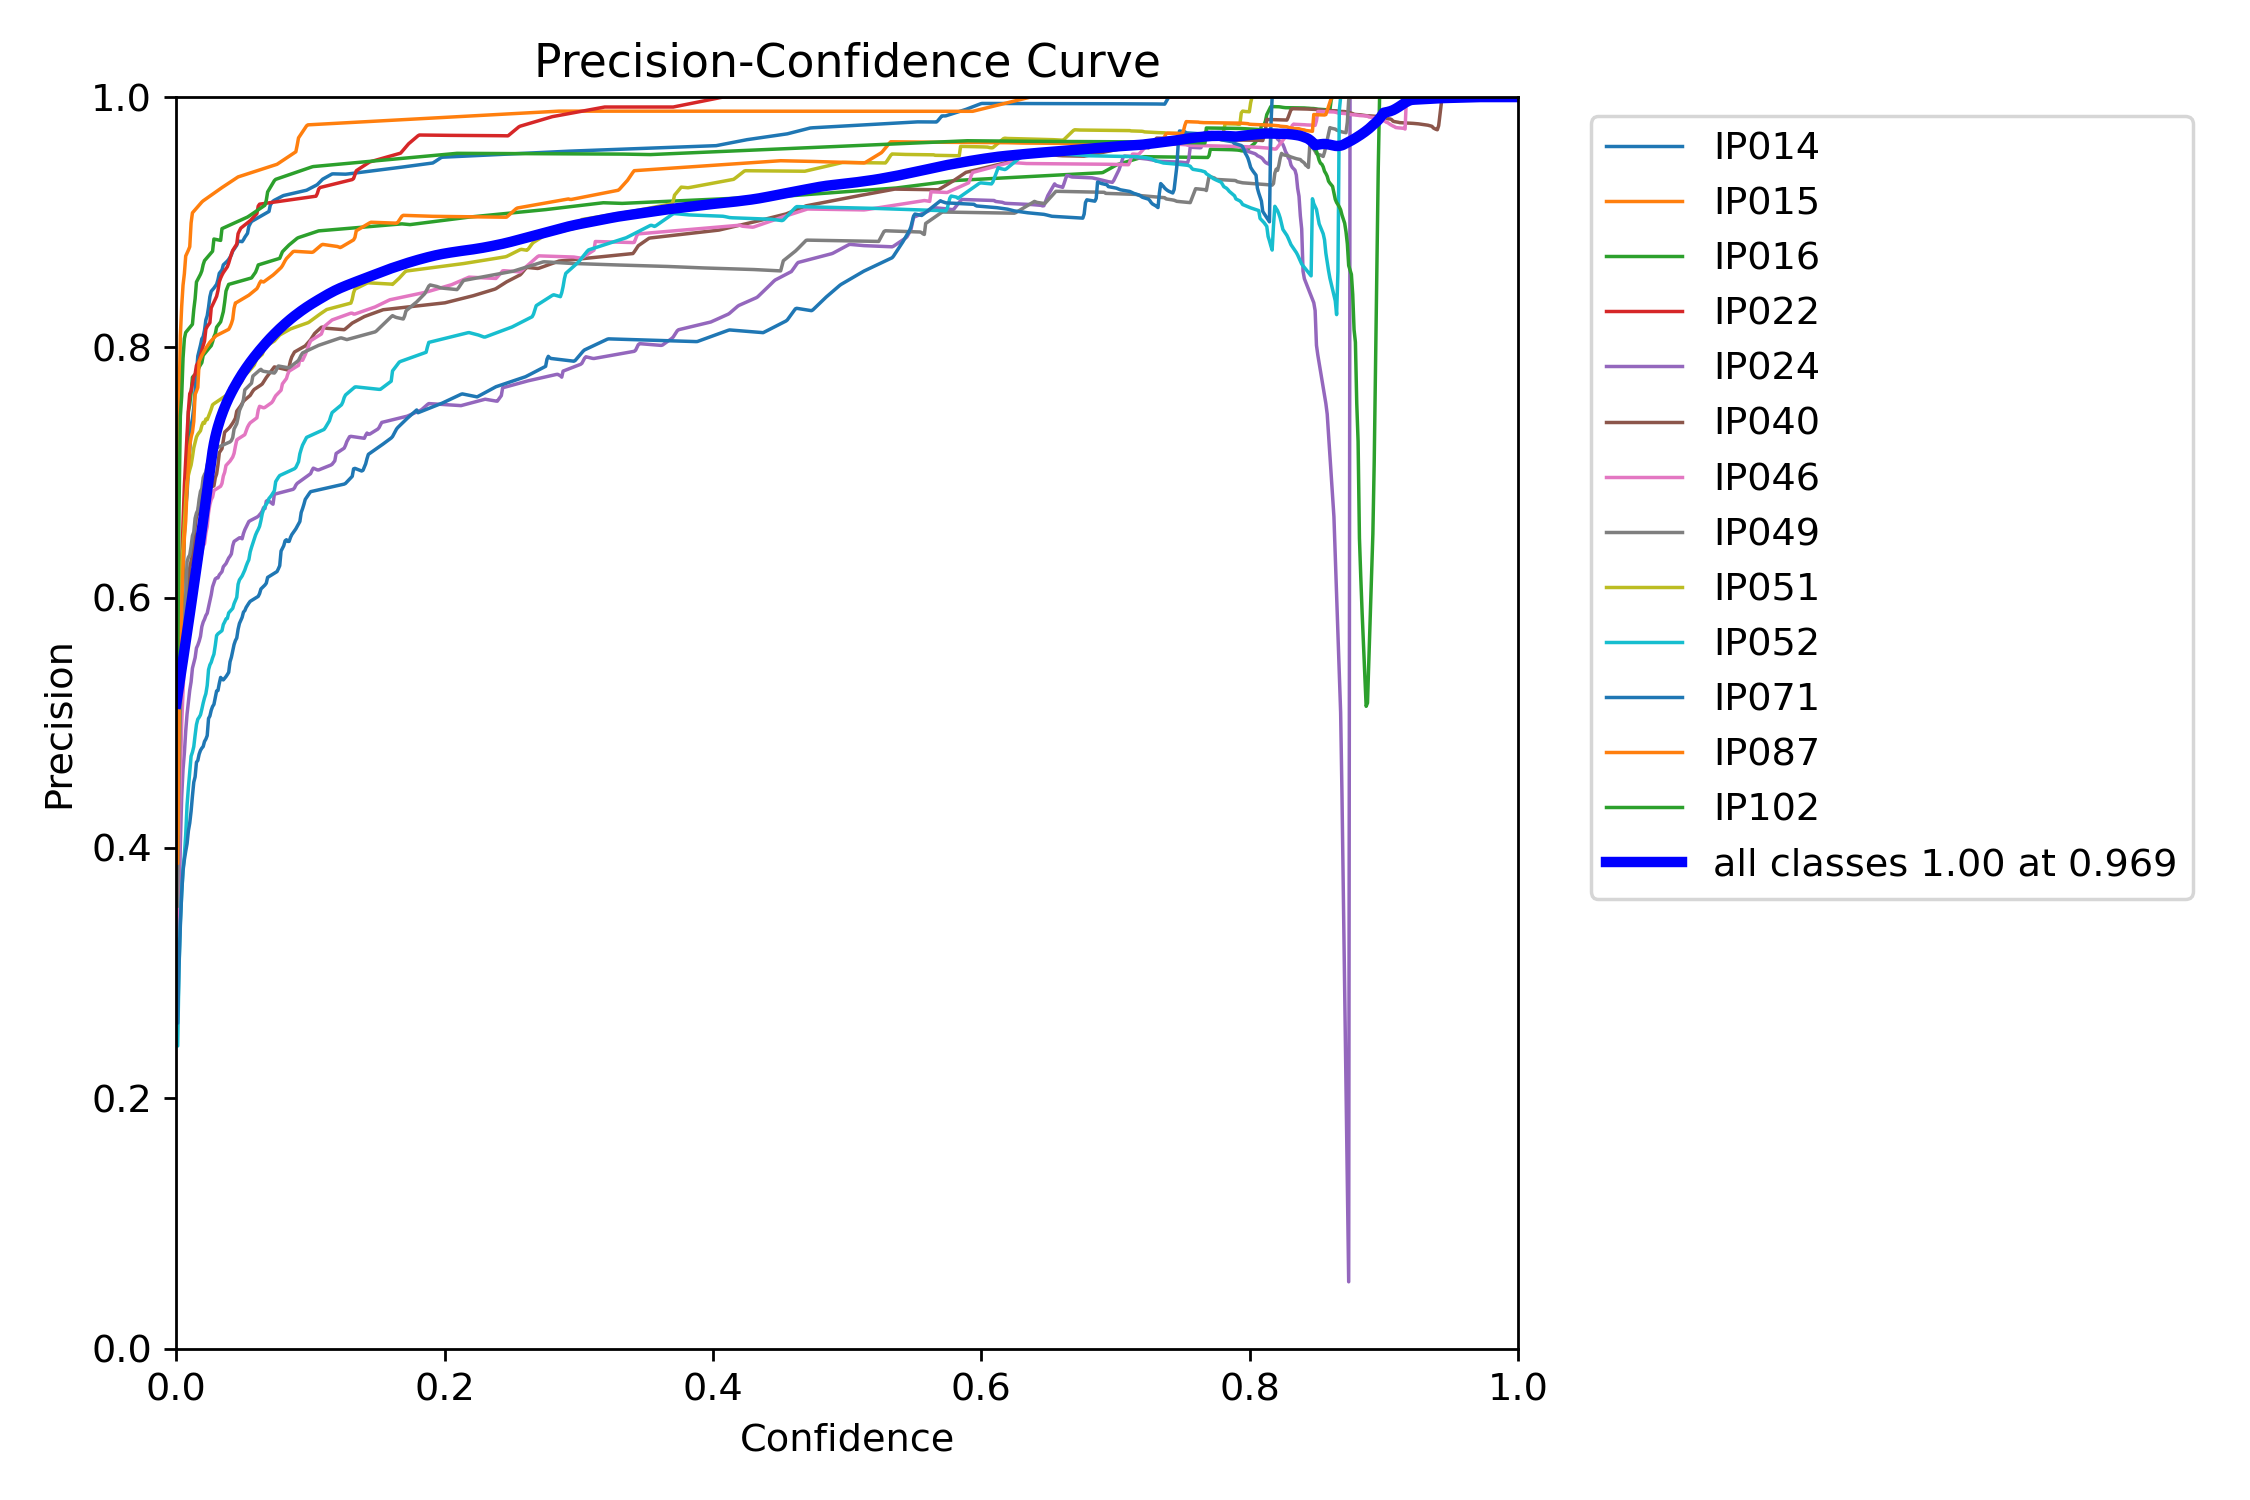 Precision-Confidence Curve
1.0
0.8
0.6
0.4
0.2
0.0
Precision
0.0 0.2 0.4 0.6 0.8 1.0
Confidence
IP014
IP015
IP016
IP022
IP024
IP040
IP046
IP049
IP051
IP052
IP071
IP087
IP102
all classes 1.00 at 0.969